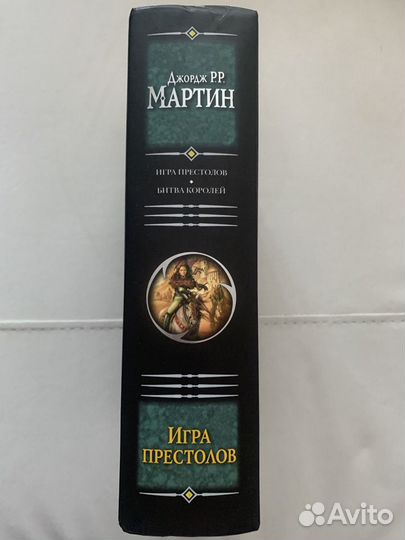 Джордж Р.Р.
Мартин
Игра престолов
Битва королей
Игра
престолов
Avito